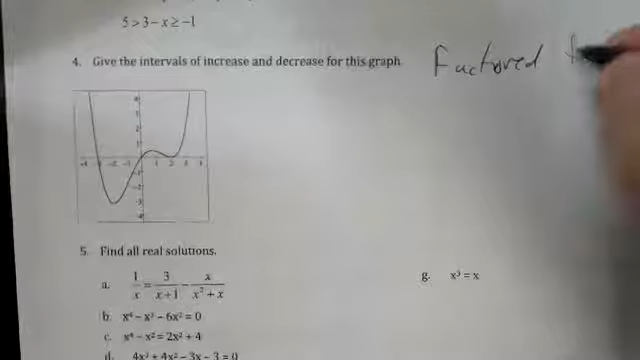 5 > 3 − x ≥ −1
4. Give the intervals of increase and decrease for this graph
Factored
5. Find all real solutions.
a. 1/x = 3/(x+1) − x/(x²+x)
g. x³ = x
b. x⁴ − x³ − 6x² = 0
c. x⁴ − x² = 2x² + 4
d. 4x³ + 4x² − 3x − 3 = 0